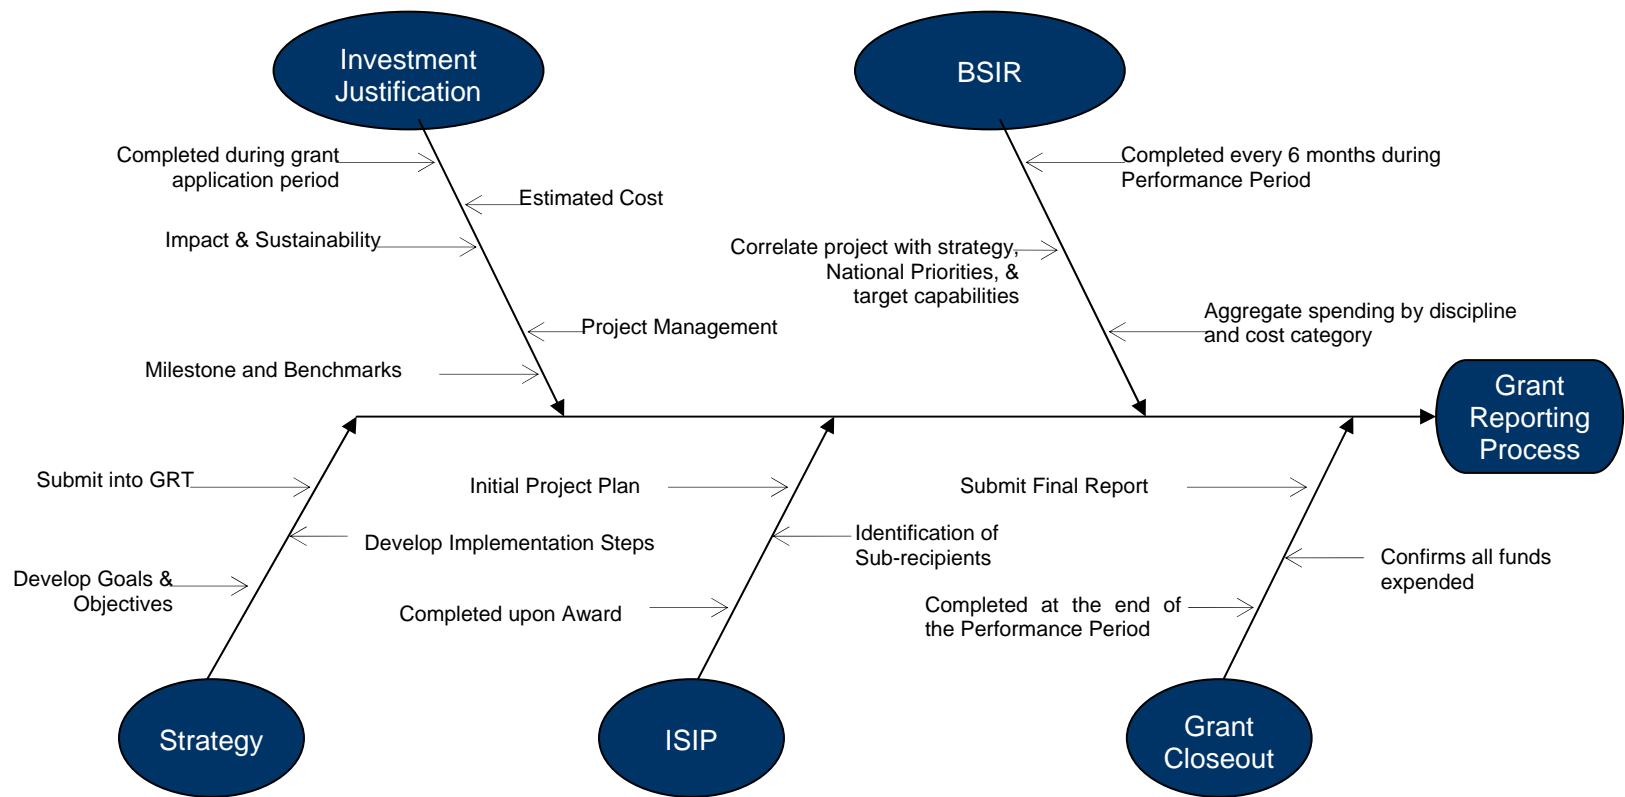 Investment
Justification
BSIR
Completed during grant
application period
Estimated Cost
Impact & Sustainability
Project Management
Milestone and Benchmarks
Completed every 6 months during
Performance Period
Correlate project with strategy,
National Priorities, &
target capabilities
Aggregate spending by discipline
and cost category
Grant
Reporting
Process
Submit into GRT
Develop Implementation Steps
Develop Goals &
Objectives
Initial Project Plan
Identification of
Sub-recipients
Completed upon Award
Submit Final Report
Confirms all funds
expended
Completed at the end of
the Performance Period
Strategy
ISIP
Grant
Closeout